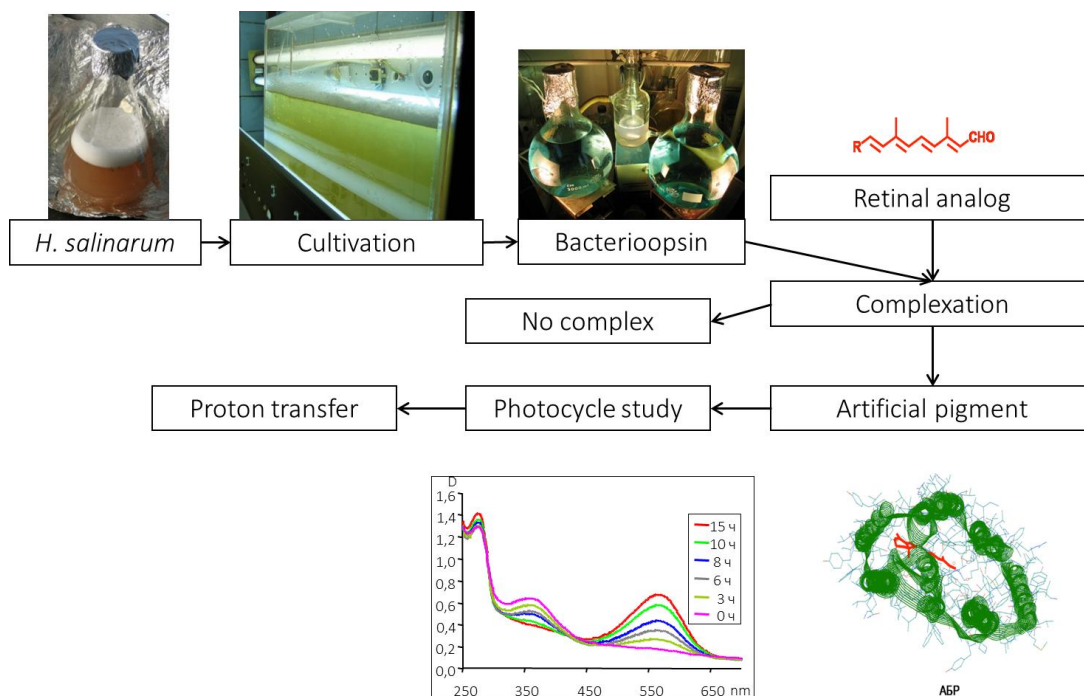 R
CHO
Retinal analog
H. salinarum
Cultivation
Bacterioopsin
Complexation
No complex
Proton transfer
Photocycle study
Artificial pigment
D
1,6
1,4
1,2
1,0
0,8
0,6
0,4
0,2
0,0
15 ч
10 ч
8 ч
6 ч
3 ч
0 ч
250 350 450 550 650 nm
АБР